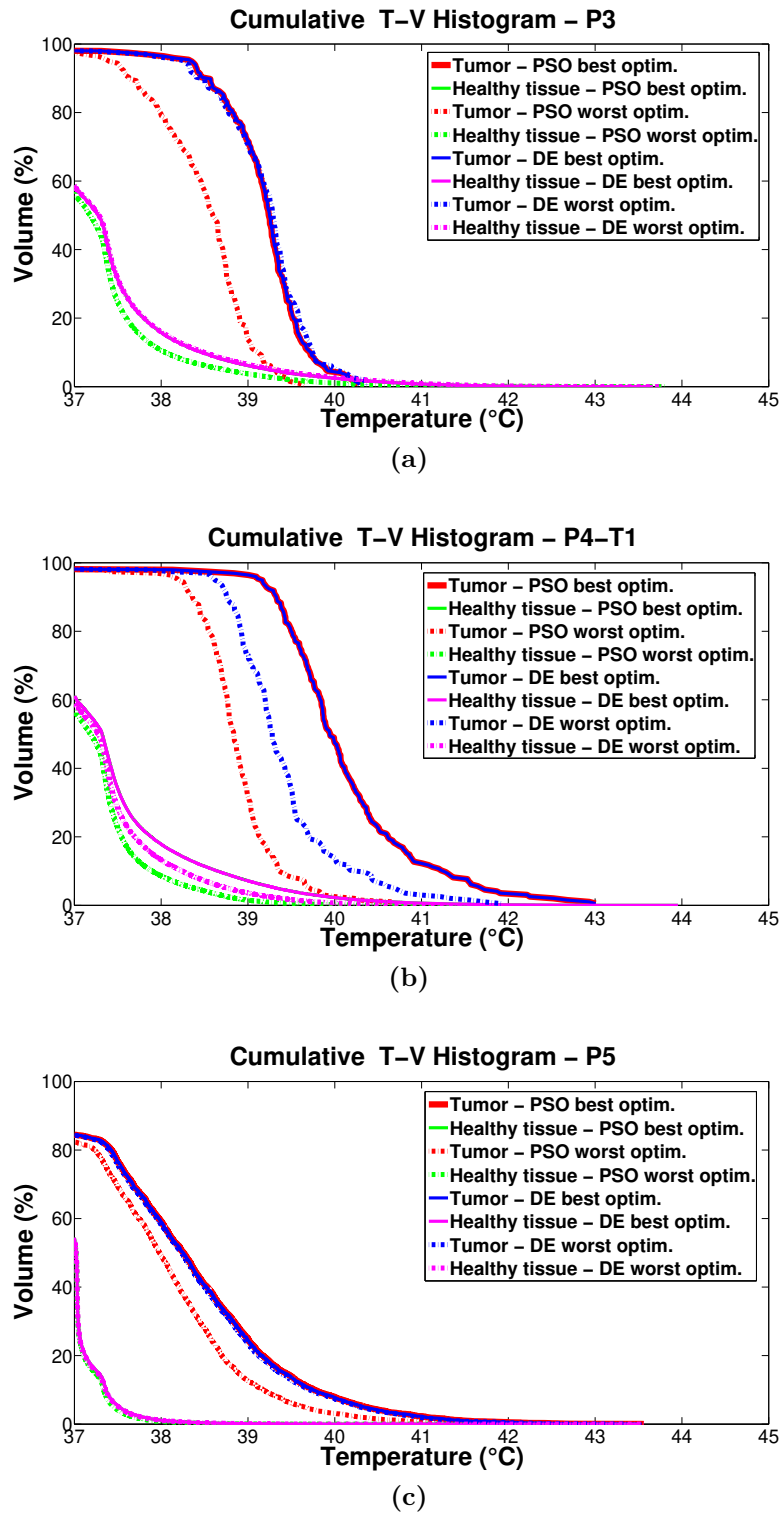 Cumulative T−V Histogram − P3
Volume (%)
100
80
60
40
20
0
Tumor − PSO best optim.
Healthy tissue − PSO best optim.
Tumor − PSO worst optim.
Healthy tissue − PSO worst optim.
Tumor − DE best optim.
Healthy tissue − DE best optim.
Tumor − DE worst optim.
Healthy tissue − DE worst optim.
37 38 39 40 41 42 43 44 45
Temperature (°C)
(a)
Cumulative T−V Histogram − P4−T1
Volume (%)
100
80
60
40
20
0
Tumor − PSO best optim.
Healthy tissue − PSO best optim.
Tumor − PSO worst optim.
Healthy tissue − PSO worst optim.
Tumor − DE best optim.
Healthy tissue − DE best optim.
Tumor − DE worst optim.
Healthy tissue − DE worst optim.
37 38 39 40 41 42 43 44 45
Temperature (°C)
(b)
Cumulative T−V Histogram − P5
Volume (%)
100
80
60
40
20
0
Tumor − PSO best optim.
Healthy tissue − PSO best optim.
Tumor − PSO worst optim.
Healthy tissue − PSO worst optim.
Tumor − DE best optim.
Healthy tissue − DE best optim.
Tumor − DE worst optim.
Healthy tissue − DE worst optim.
37 38 39 40 41 42 43 44 45
Temperature (°C)
(c)